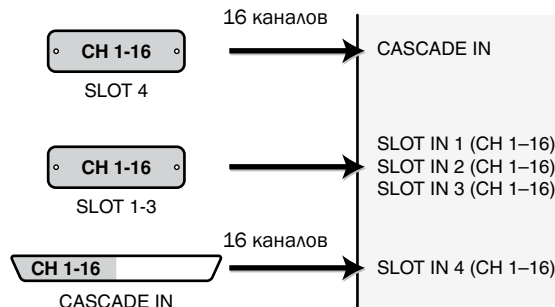 16 каналов
CH 1-16
CASCADE IN
SLOT 4
CH 1-16
SLOT IN 1 (CH 1–16)
SLOT IN 2 (CH 1–16)
SLOT IN 3 (CH 1–16)
SLOT 1-3
16 каналов
CH 1-16
SLOT IN 4 (CH 1–16)
CASCADE IN